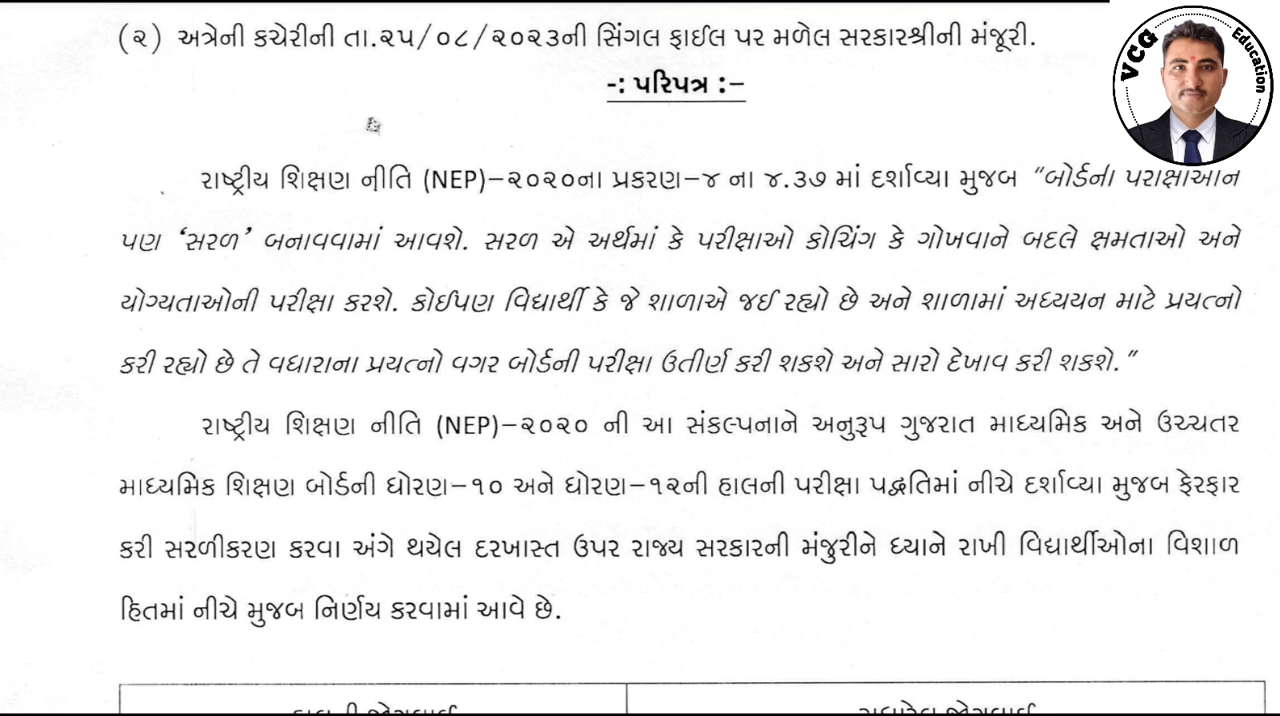 (૨) અત્રેની કચેરીની તા.૨૫/૦૮/૨૦૨૩ની સિંગલ ફાઈલ પર મળેલ સરકારશ્રીની મંજૂરી.
-: પરિપત્ર :-
રાષ્ટ્રીય શિક્ષણ નીતિ (NEP)-૨૦૨૦ના પ્રકરણ-૪ ના ૪.૩૭ માં દર્શાવ્યા મુજબ “બોર્ડની
પણ ‘સરળ’ બનાવવામાં આવશે. સરળ એ અર્થમાં કે પરીક્ષાઓ કોચિંગ કે ગોખવાને બદલે ક્ષમતાઓ અને
યોગ્યતાઓની પરીક્ષા કરશે. કોઈપણ વિદ્યાર્થી કે જે શાળાએ જઈ રહ્યો છે અને શાળામાં અધ્યયન માટે પ્રયત્નો
કરી રહ્યો છે તે વધારાના પ્રયત્નો વગર બોર્ડની પરીક્ષા ઉતીર્ણ કરી શકશે અને સારો દેખાવ કરી શકશે.”
રાષ્ટ્રીય શિક્ષણ નીતિ (NEP)-૨૦૨૦ ની આ સંકલ્પનાને અનુરૂપ ગુજરાત માધ્યમિક અને ઉચ્ચતર
માધ્યમિક શિક્ષણ બોર્ડની ધોરણ-૧૦ અને ધોરણ-૧૨ની હાલની પરીક્ષા પદ્ધતિમાં નીચે દર્શાવ્યા મુજબ ફેરફાર
કરી સરળીકરણ કરવા અંગે થયેલ દરખાસ્ત ઉપર રાજ્ય સરકારની મંજુરીને ધ્યાને રાખી વિદ્યાર્થીઓના વિશાળ
હિતમાં નીચે મુજબ નિર્ણય કરવામાં આવે છે.
VCG Education